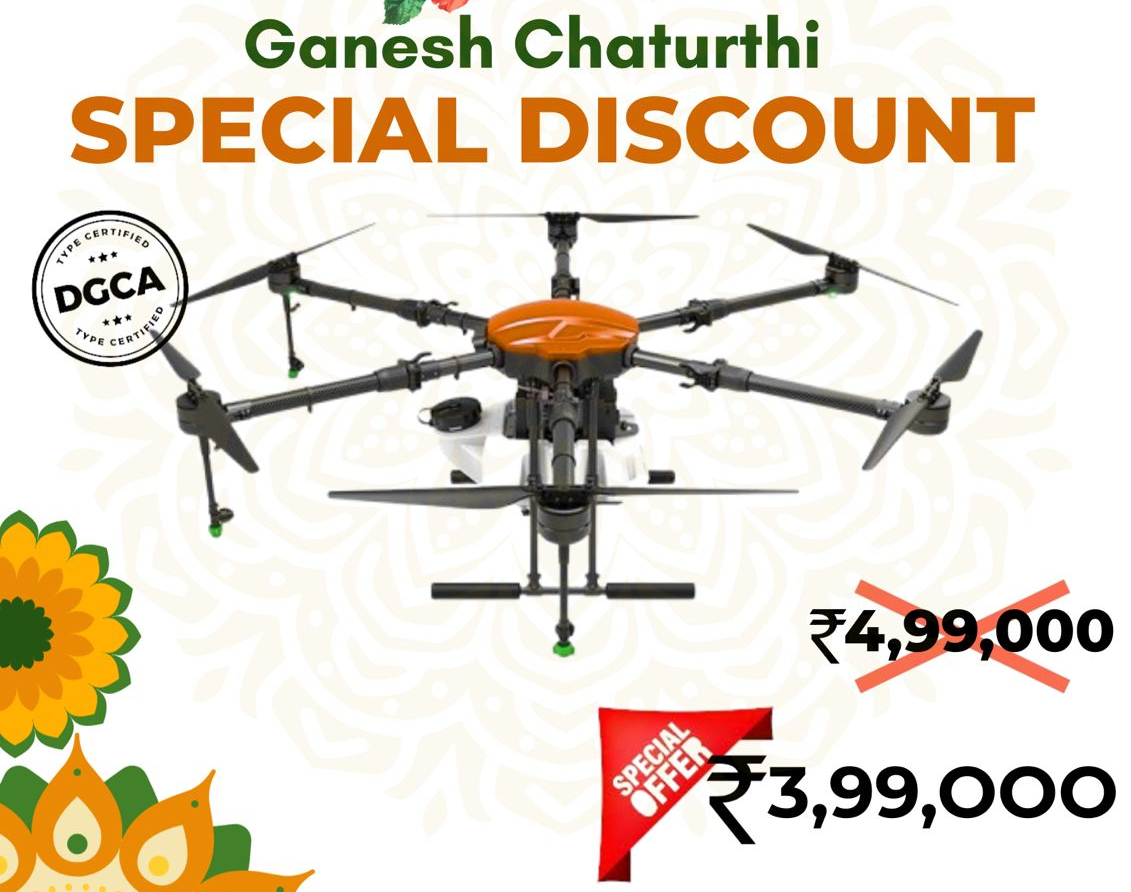 Ganesh Chaturthi
SPECIAL DISCOUNT
TYPE CERTIFIED
DGCA
TYPE CERTIFIED
₹4,99,000
SPECIAL
OFFER
₹3,99,000